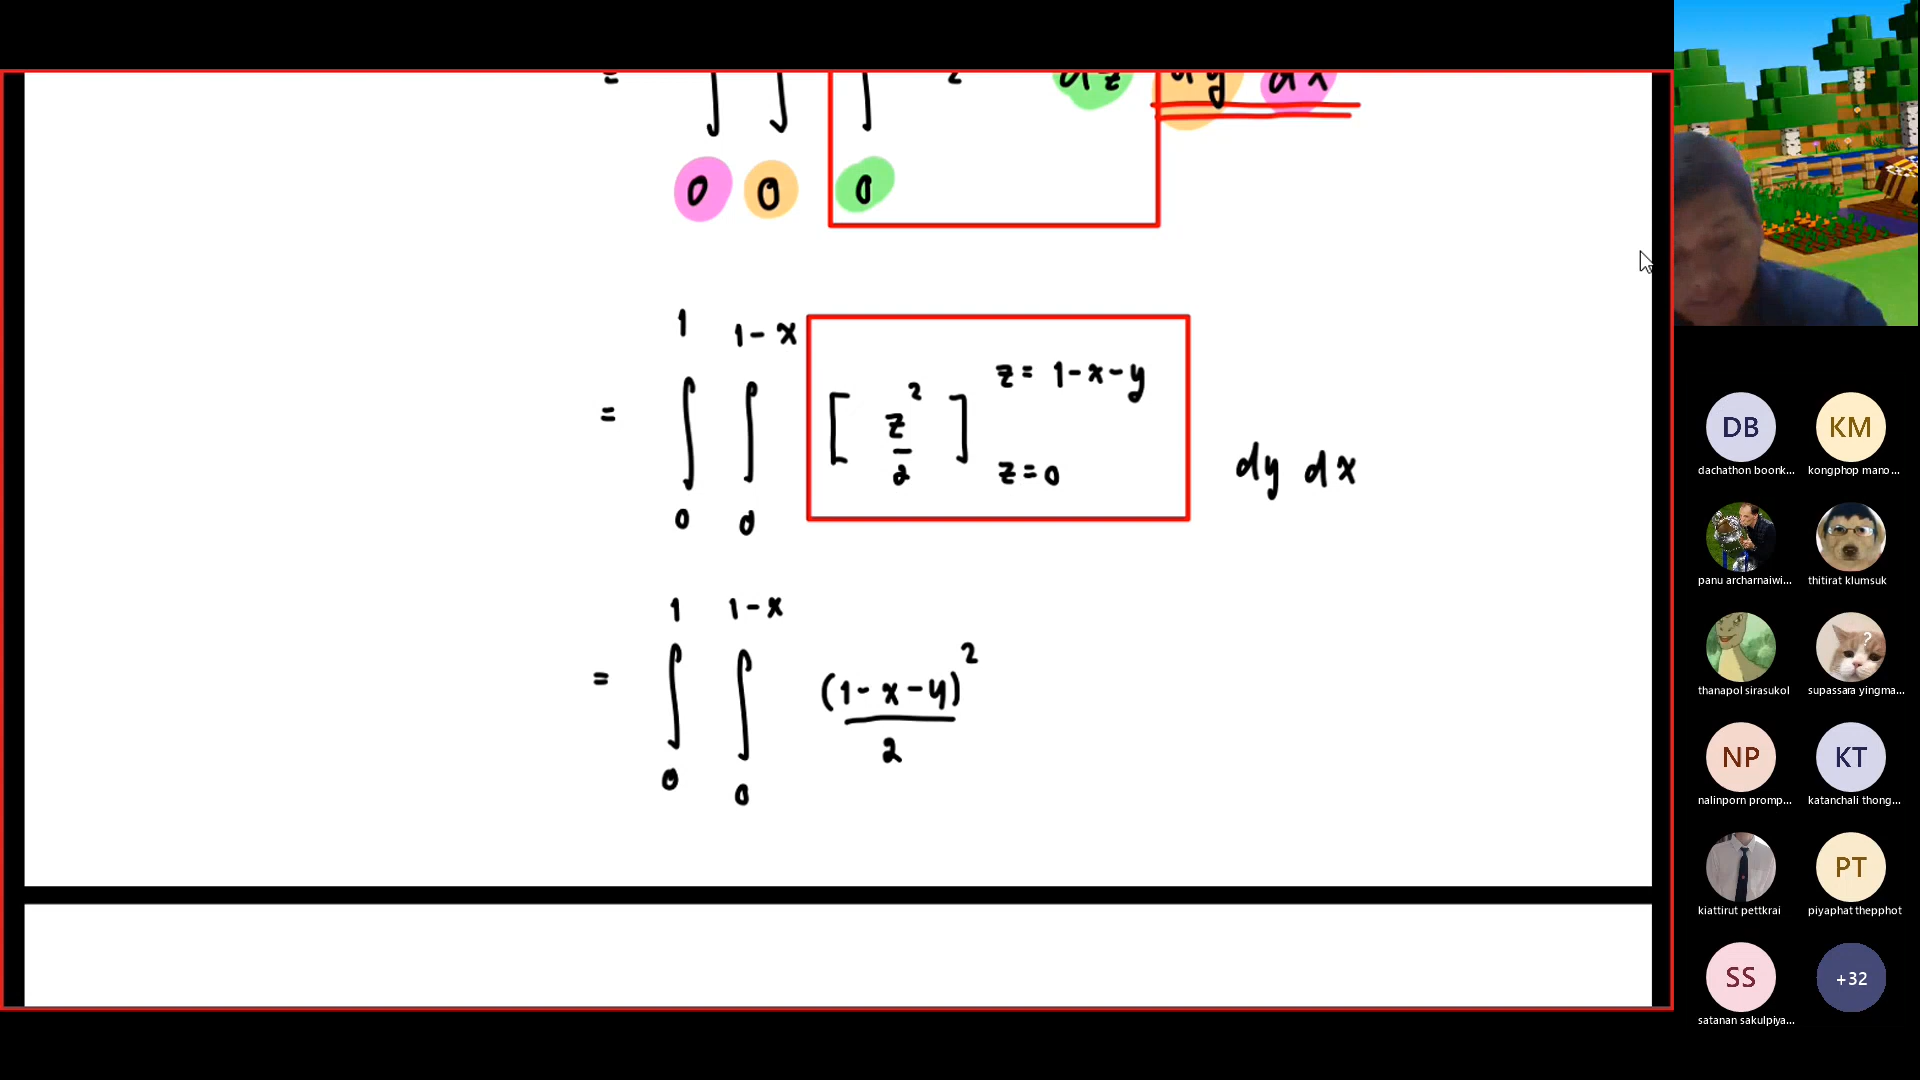 = ∫ ∫ ∫ z dz dy dx
0 0 0
1 1-x
= ∫ ∫ [ z²/2 ] z = 1-x-y
z = 0
dy dx
0 0
1 1-x
= ∫ ∫ (1-x-y)²
2
0 0
DB KM
dachathon boonk... kongphop mano...
panu archarnaiwi... thitirat klumsuk
?
thanapol sirasukol supassara yingma...
NP KT
nalinporn promp... katanchali thong...
PT
kiattirut pettkrai piyaphat thepphot
SS +32
satanan sakulpiya...